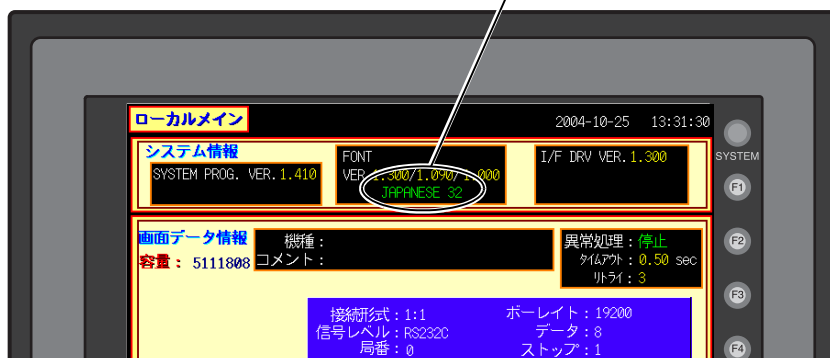 ローカルメイン
2004-10-25 13:31:30
システム情報
SYSTEM PROG. VER.1.410
FONT
VER.1.300/1.090/1.000
JAPANESE 32
I/F DRV VER.1.300
SYSTEM
F1
画面データ情報
容量: 5111808
機種:
コメント:
異常処理:停止
タイムアウト:0.50 sec
リトライ:3
F2
F3
接続形式:1:1
信号レベル:RS232C
局番:0
ボーレイト:19200
データ:8
ストップ:1
F4